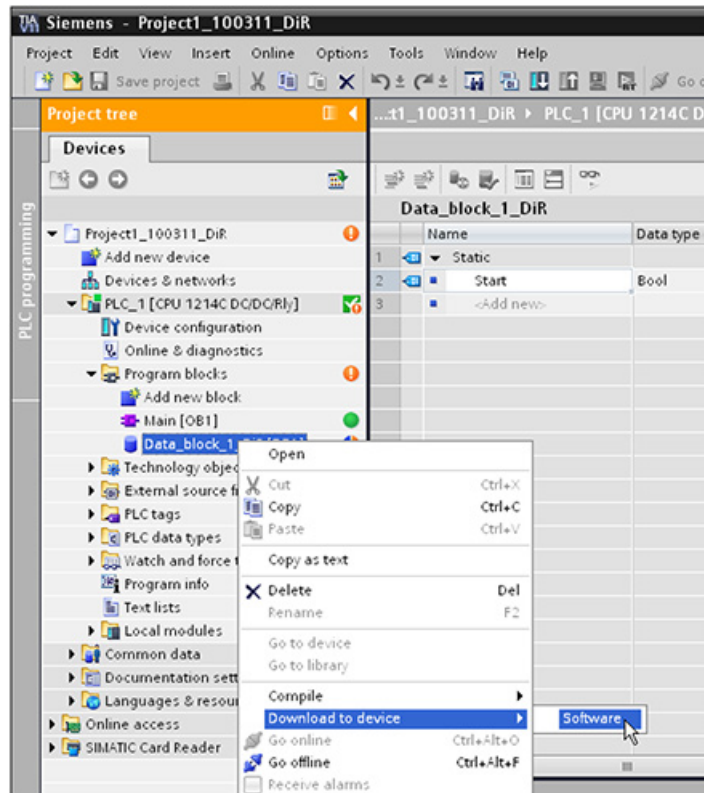 Siemens - Project1_100311_DiR
Project Edit View Insert Online Options Tools Window Help
Save project Go
Project tree
...t1_100311_DiR ▸ PLC_1 [CPU 1214C D
Devices
PLC programming
Data_block_1_DiR
Name Data type
1 Static
2 Start Bool
3 <Add new>
Project1_100311_DiR
Add new device
Devices & networks
PLC_1 [CPU 1214C DC/DC/Rly]
Device configuration
Online & diagnostics
Program blocks
Add new block
Main [OB1]
Data_block_1
Technology objec
External source f
PLC tags
PLC data types
Watch and force t
Program info
Text lists
Local modules
Common data
Documentation sett
Languages & resour
Online access
SIMATIC Card Reader
Open
Cut Ctrl+X
Copy Ctrl+C
Paste Ctrl+V
Copy as text
Delete Del
Rename F2
Go to device
Go to library
Compile
Download to device
Software
Go online Ctrl+Alt+O
Go offline Ctrl+Alt+F
Receive alarms